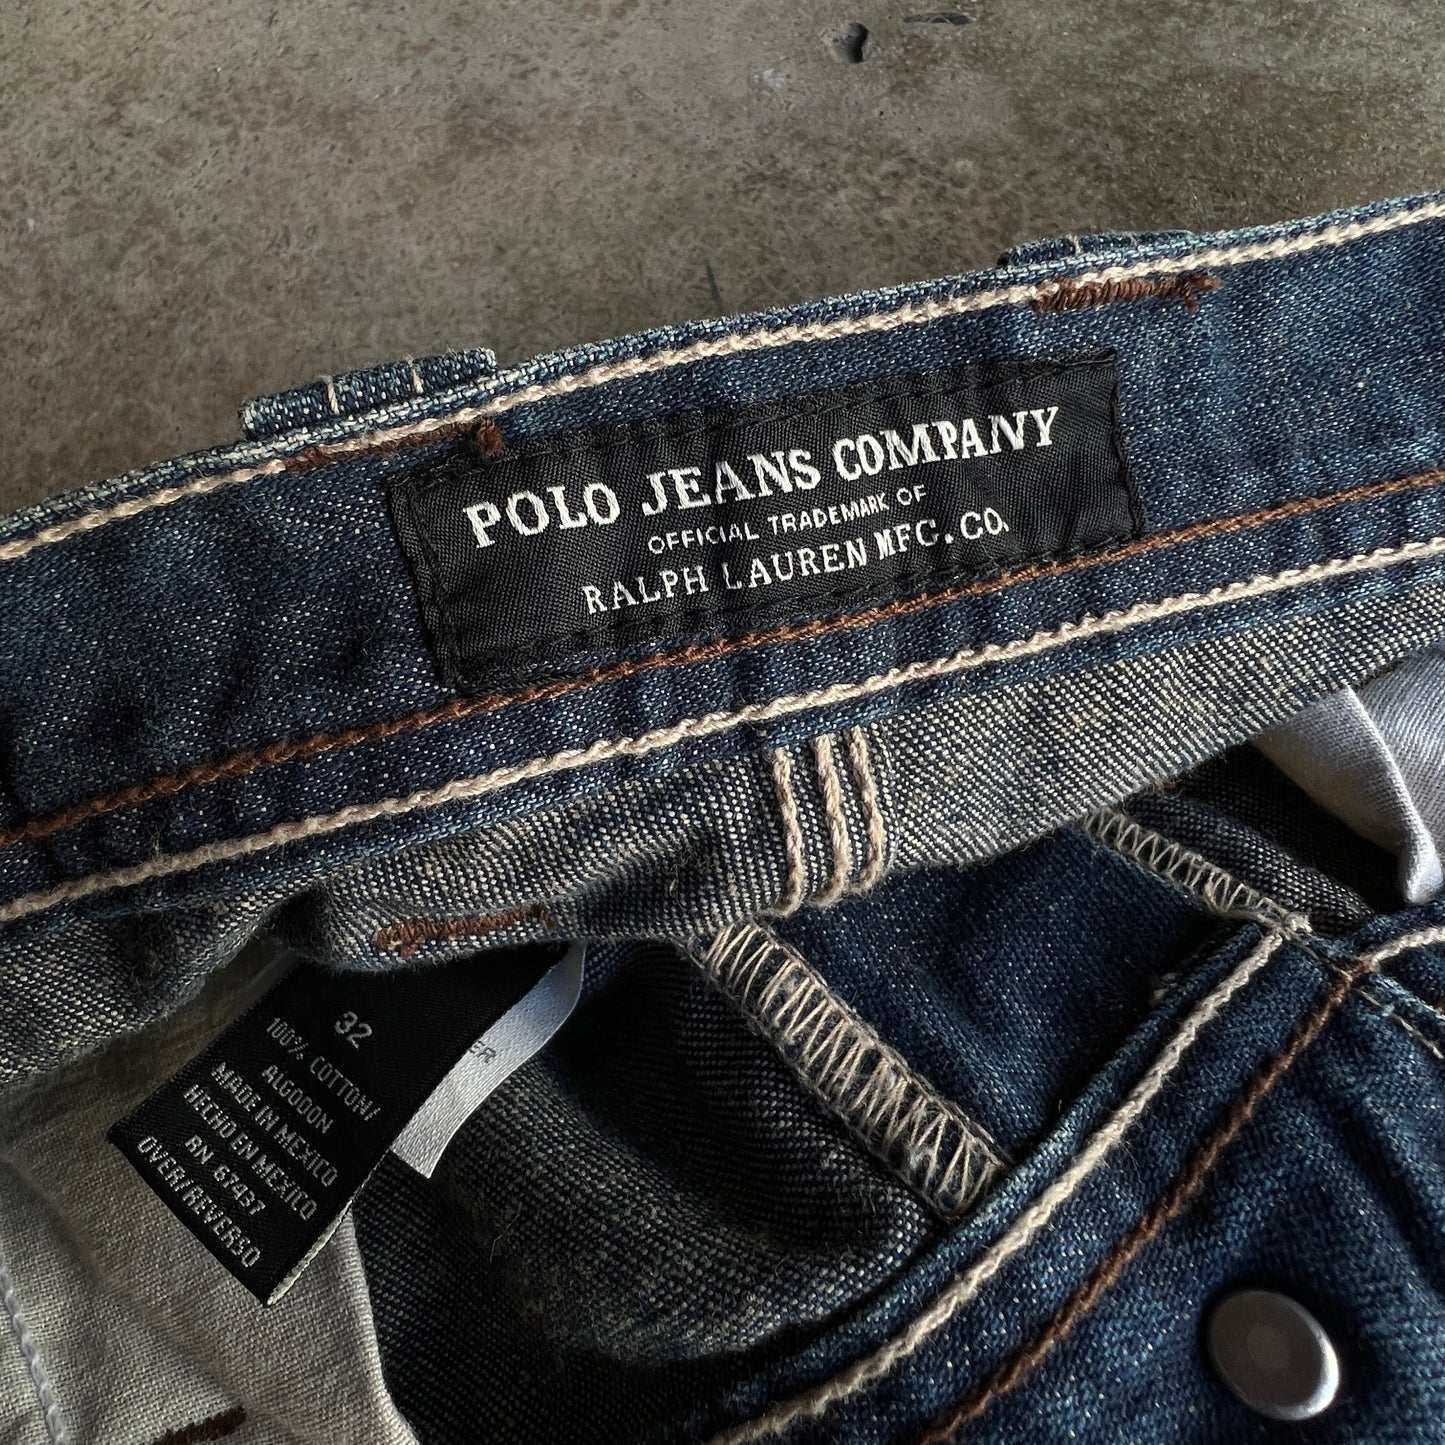 POLO JEANS COMPANY
OFFICIAL TRADEMARK OF
RALPH LAUREN MFG. CO.
32
100% COTTON/
ALGODON
MADE IN MEXICO
HECHO EN MEXICO
RN 67437
OVER/REVERSO